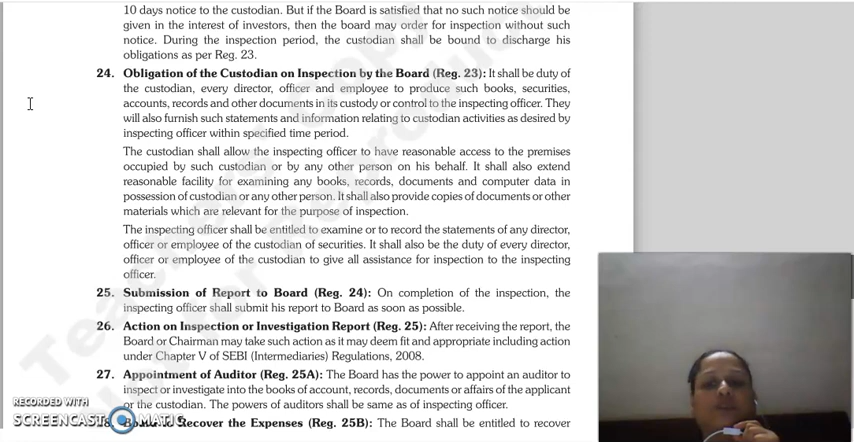 10 days notice to the custodian. But if the Board is satisfied that no such notice should be
given in the interest of investors, then the board may order for inspection without such
notice. During the inspection period, the custodian shall be bound to discharge his
obligations as per Reg. 23.
24. Obligation of the Custodian on Inspection by the Board (Reg. 23): It shall be duty of
the custodian, every director, officer and employee to produce such books, securities,
accounts, records and other documents in its custody or control to the inspecting officer. They
will also furnish such statements and information relating to custodian activities as desired by
inspecting officer within specified time period.
The custodian shall allow the inspecting officer to have reasonable access to the premises
occupied by such custodian or by any other person on his behalf. It shall also extend
reasonable facility for examining any books, records, documents and computer data in
possession of custodian or any other person. It shall also provide copies of documents or other
materials which are relevant for the purpose of inspection.
The inspecting officer shall be entitled to examine or to record the statements of any director,
officer or employee of the custodian of securities. It shall also be the duty of every director,
officer or employee of the custodian to give all assistance for inspection to the inspecting
officer.
25. Submission of Report to Board (Reg. 24): On completion of the inspection, the
inspecting officer shall submit his report to Board as soon as possible.
26. Action on Inspection or Investigation Report (Reg. 25): After receiving the report, the
Board or Chairman may take such action as it may deem fit and appropriate including action
under Chapter V of SEBI (Intermediaries) Regulations, 2008.
27. Appointment of Auditor (Reg. 25A): The Board has the power to appoint an auditor to
inspect or investigate into the books of account, records, documents or affairs of the applicant
or the custodian. The powers of auditors shall be same as of inspecting officer.
Recover the Expenses (Reg. 25B): The Board shall be entitled to recover
RECORDED WITH
SCREENCAST MATIC